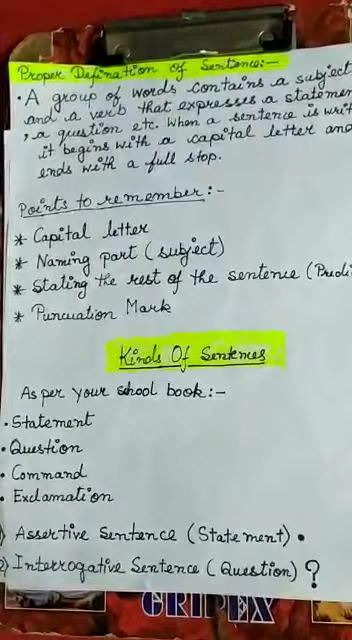 Proper Defination of Sentence:-
• A group of words contains a subject
and a verb that expresses a
, a question etc. When a sentence is
it begins with a capital letter and
ends with a full stop.
Points to remember:-
* Capital letter
* Naming part (subject)
* Stating the rest of the sentence
* Puncuation Mark
Kinds Of Sentences
As per your school book:-
• Statement
• Question
• Command
• Exclamation
Assertive Sentence (Statement) •
2) Interrogative Sentence (Question) ?
GRIPEX